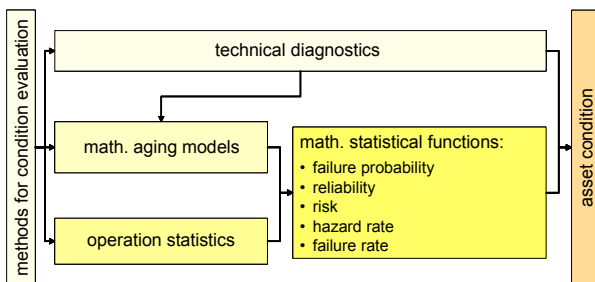 methods for condition evaluation
technical diagnostics
math. aging models
operation statistics
math. statistical functions:
• failure probability
• reliability
• risk
• hazard rate
• failure rate
asset condition